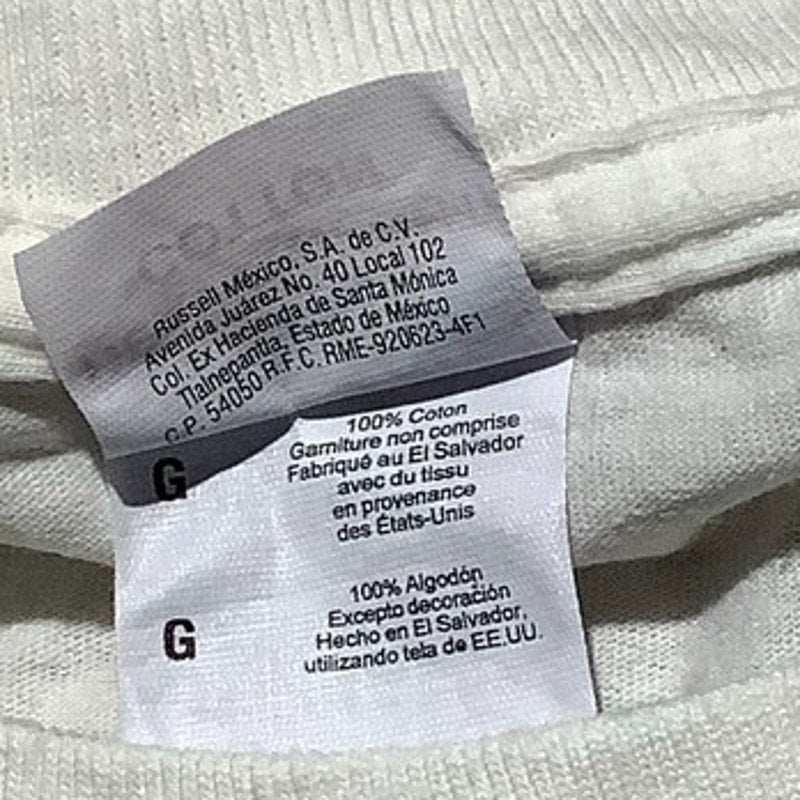 COTTON
Russell México, S.A. de C.V.
Avenida Juárez No. 40 Local 102
Col. Ex Hacienda de Santa Mónica
Tlalnepantla, Estado de México
C.P. 54050 R.F.C. RME-920623-4F1
G
100% Coton
Garniture non comprise
Fabriqué au El Salvador
avec du tissu
en provenance
des États-Unis
G
100% Algodón
Excepto decoración
Hecho en El Salvador,
utilizando tela de EE.UU.